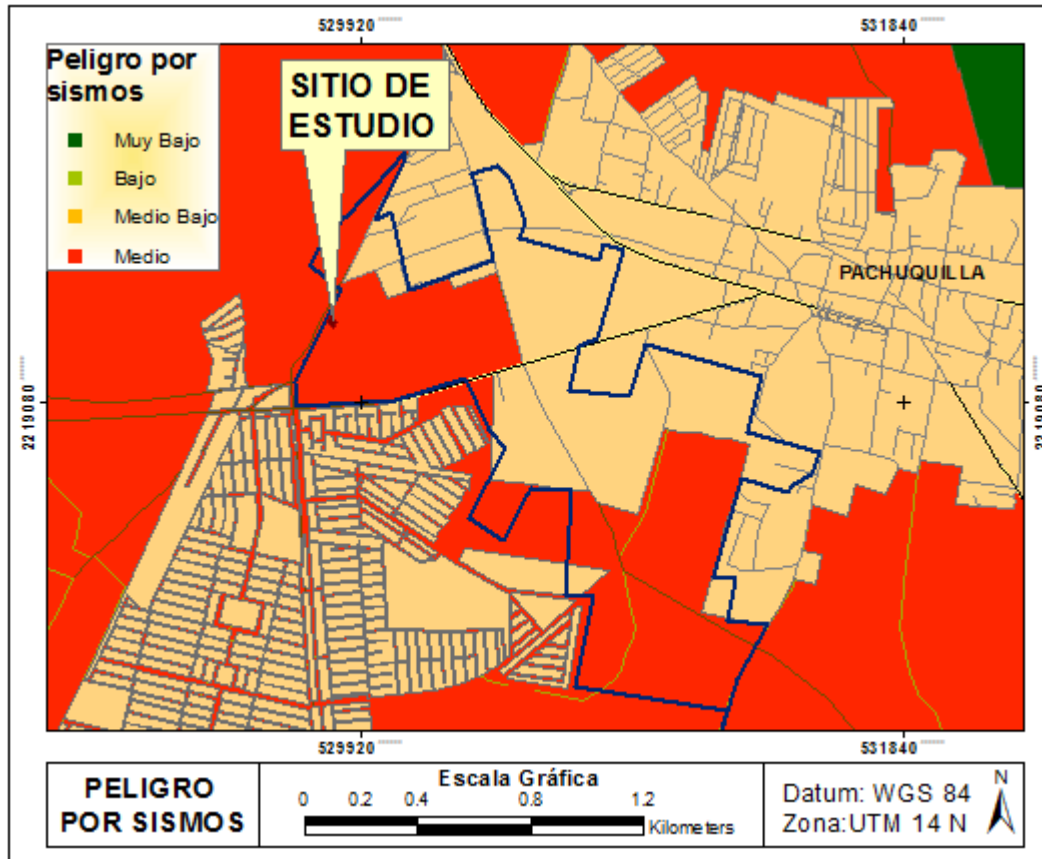 529920
531840
Peligro por
sismos
Muy Bajo
Bajo
Medio Bajo
Medio
SITIO DE
ESTUDIO
PACHUQUILLA
2219080
2219080
529920
531840
PELIGRO
POR SISMOS
Escala Gráfica
0 0.2 0.4 0.8 1.2
Kilometers
Datum: WGS 84
Zona:UTM 14 N
N